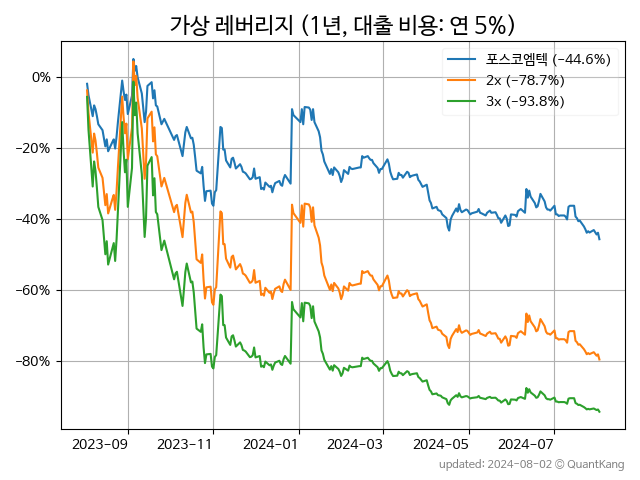 가상 레버리지 (1년, 대출 비용: 연 5%)
포스코엠텍 (−44.6%)
2x (−78.7%)
3x (−93.8%)
0%
−20%
−40%
−60%
−80%
2023−09 2023−11 2024−01 2024−03 2024−05 2024−07
updated: 2024-08-02 © QuantKang